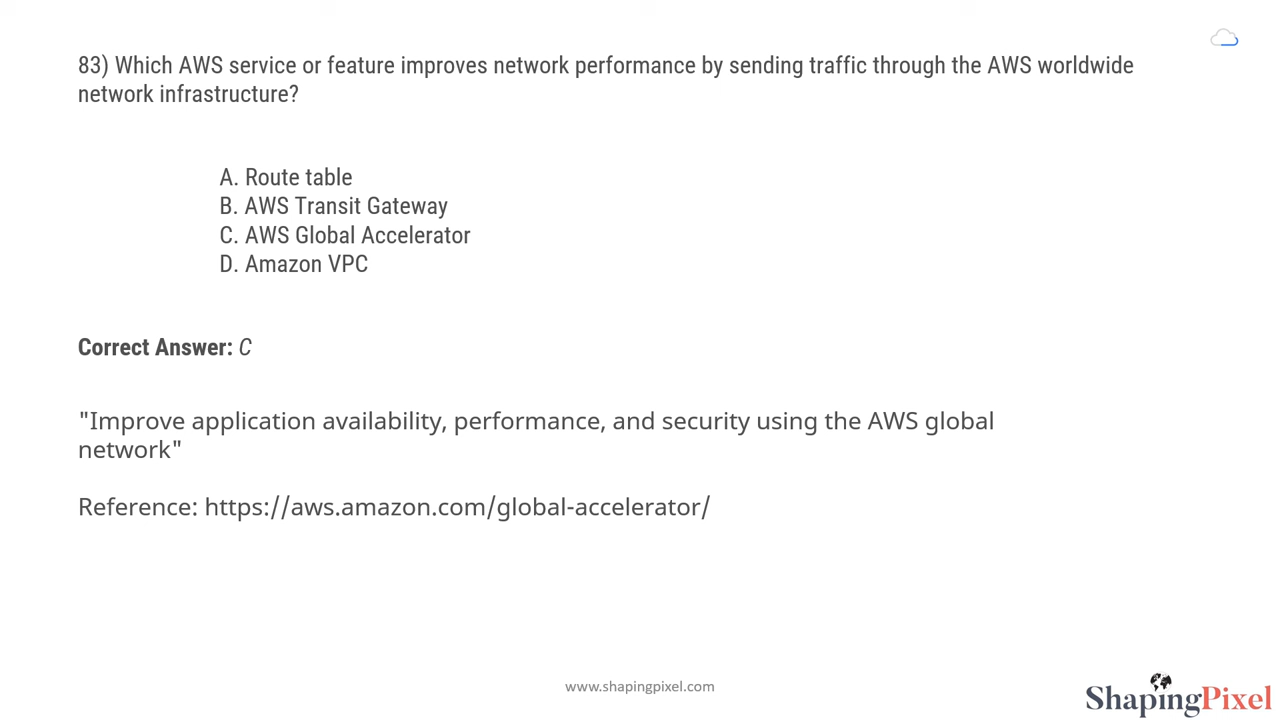 83) Which AWS service or feature improves network performance by sending traffic through the AWS worldwide
network infrastructure?
A. Route table
B. AWS Transit Gateway
C. AWS Global Accelerator
D. Amazon VPC
Correct Answer: C
"Improve application availability, performance, and security using the AWS global
network"
Reference: https://aws.amazon.com/global-accelerator/
www.shapingpixel.com
ShapingPixel